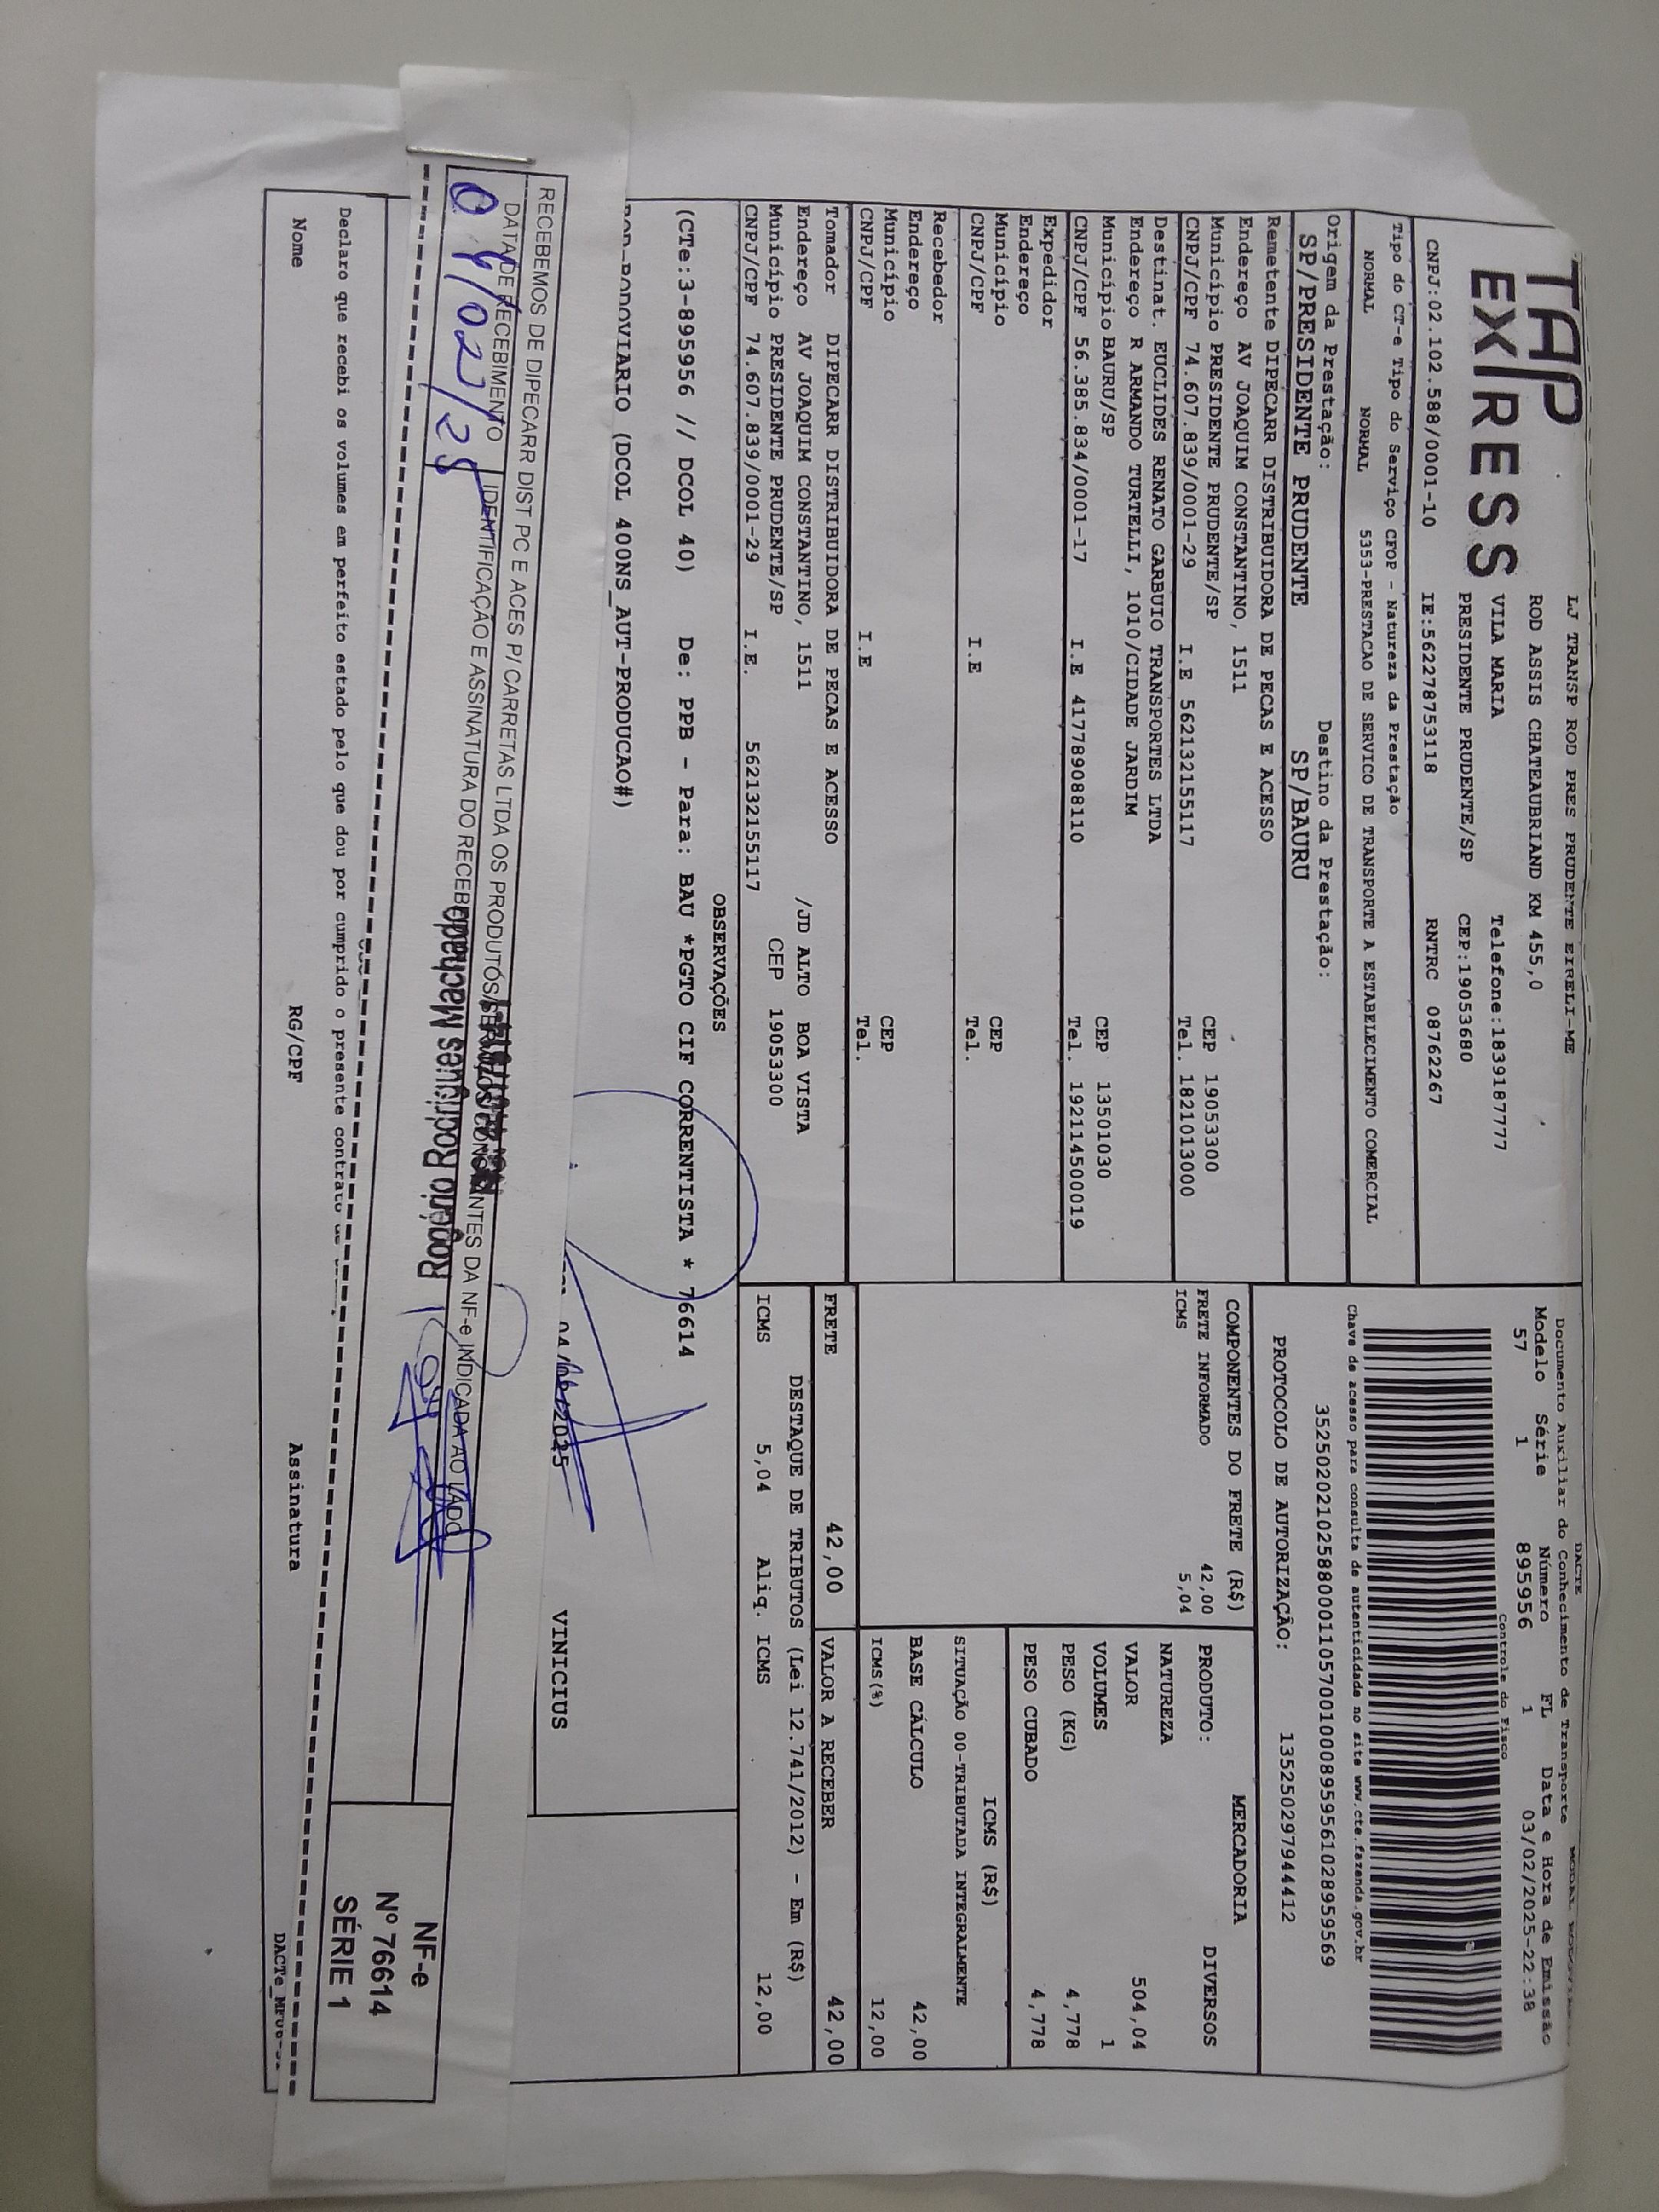 TAP
EXPRESS
LJ TRANSP ROD PRES PRUDENTE EIRELI-ME
ROD ASSIS CHATEAUBRIAND KM 455,0
VILA MARIA Telefone:1839187777
PRESIDENTE PRUDENTE/SP CEP:19053680
CNPJ:02.102.588/0001-10 IE:562278753118 RNTRC 08762267
DACTE
Documento Auxiliar do Conhecimento de Transporte
Modelo Série Número FL Data e Hora de Emissão
57 1 895956 1 03/02/2025-22:38
Controle do Fisco
Chave de acesso para consulta de autenticidade no site www.cte.fazenda.gov.br
35250202102588000110570010008959561028959569
PROTOCOLO DE AUTORIZAÇÃO: 135250297944412
Tipo do CT-e Tipo do Serviço CFOP - Natureza da Prestação
NORMAL NORMAL 5353-PRESTACAO DE SERVICO DE TRANSPORTE A ESTABELECIMENTO COMERCIAL
Origem da Prestação: Destino da Prestação:
SP/PRESIDENTE PRUDENTE SP/BAURU
Remetente DIPECARR DISTRIBUIDORA DE PECAS E ACESSO
Endereço AV JOAQUIM CONSTANTINO, 1511
Município PRESIDENTE PRUDENTE/SP CEP 19053300
CNPJ/CPF 74.607.839/0001-29 I.E 562132155117 Tel. 1821013000
Destinat. EUCLIDES RENATO GARBUIO TRANSPORTES LTDA
Endereço R ARMANDO TURTELLI, 1010/CIDADE JARDIM
Município BAURU/SP CEP 13501030
CNPJ/CPF 56.385.834/0001-17 I.E 417789088110 Tel. 192114500019
Expedidor
Endereço
Município CEP
CNPJ/CPF I.E Tel.
Recebedor
Endereço
Município CEP
CNPJ/CPF I.E Tel.
Tomador DIPECARR DISTRIBUIDORA DE PECAS E ACESSO
Endereço AV JOAQUIM CONSTANTINO, 1511 /JD ALTO BOA VISTA
Município PRESIDENTE PRUDENTE/SP CEP 19053300
CNPJ/CPF 74.607.839/0001-29 I.E. 562132155117
COMPONENTES DO FRETE (R$)
FRETE INFORMADO 42,00
ICMS 5,04
MERCADORIA
PRODUTO: DIVERSOS
NATUREZA
VALOR 504,04
VOLUMES 1
PESO (KG) 4,778
PESO CUBADO 4,778
ICMS (R$)
SITUAÇÃO 00-TRIBUTADA INTEGRALMENTE
BASE CÁLCULO 42,00
ICMS(%) 12,00
FRETE 42,00 VALOR A RECEBER 42,00
DESTAQUE DE TRIBUTOS (Lei 12.741/2012) - Em (R$)
ICMS 5,04 Aliq. ICMS 12,00
OBSERVAÇÕES
(CTe:3-895956 // DCOL 40) De: PPB - Para: BAU *PGTO CIF CORRENTISTA * 76614
(DCOL 400NS_AUT-PRODUCAO#)
VINICIUS
RECEBEMOS DE DIPECARR DIST PC E ACES P/ CARRETAS LTDA OS PRODUTOS/SERVIÇOS CONSTANTES DA NF-e INDICADA AO LADO
DATA DE RECEBIMENTO IDENTIFICAÇÃO E ASSINATURA DO RECEBEDOR
04/02/25
Rogério Rodrigues Machado
NF-e
Nº 76614
SÉRIE 1
Declaro que recebi os volumes em perfeito estado pelo que dou por cumprido o presente contrato
Nome RG/CPF Assinatura